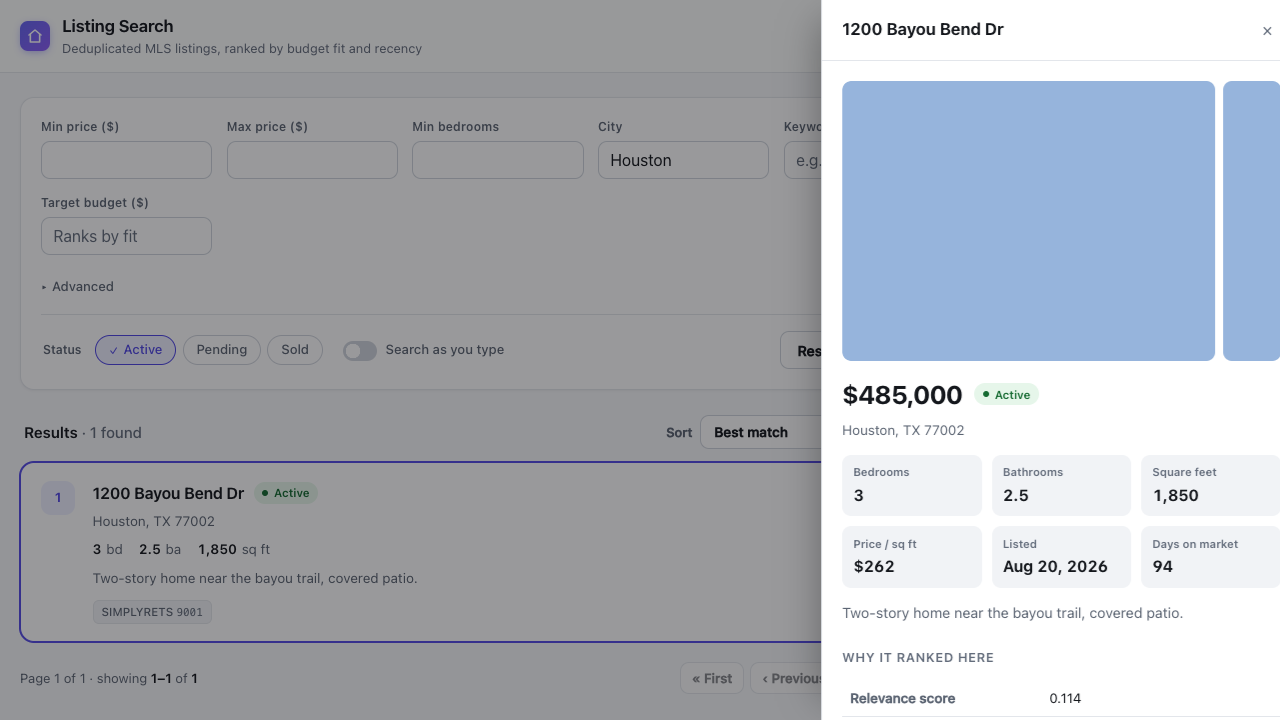 Listing Search
Deduplicated MLS listings, ranked by budget fit and recency
Min price ($)
Max price ($)
Min bedrooms
City
Houston
e.g.
Target budget ($)
Ranks by fit
▸ Advanced
Status
✓ Active
Pending
Sold
Search as you type
Results · 1 found
Sort
Best match
1
1200 Bayou Bend Dr
Active
Houston, TX 77002
3 bd 2.5 ba 1,850 sq ft
Two-story home near the bayou trail, covered patio.
SIMPLYRETS 9001
Page 1 of 1 · showing 1–1 of 1
« First
‹ Previous
1200 Bayou Bend Dr
×
$485,000
Active
Houston, TX 77002
Bedrooms
3
Bathrooms
2.5
Square feet
1,850
Price / sq ft
$262
Listed
Aug 20, 2026
Days on market
94
Two-story home near the bayou trail, covered patio.
WHY IT RANKED HERE
Relevance score
0.114